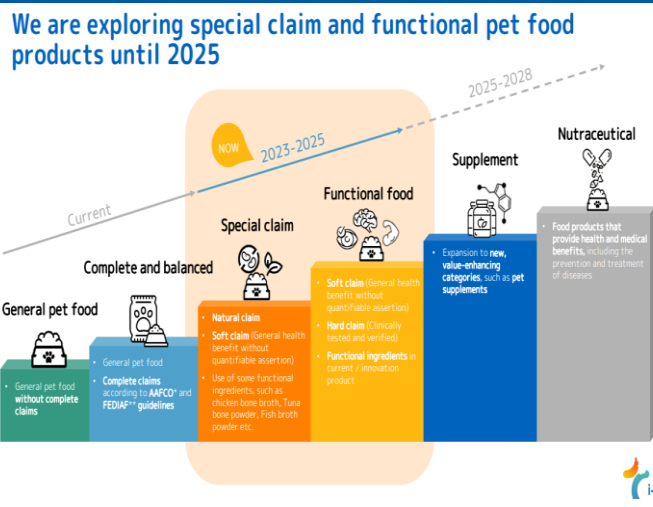 We are exploring special claim and functional pet food
products until 2025
2025-2028
NOW
2023-2025
Current
Nutraceutical
Supplement
Functional food
Special claim
Complete and balanced
General pet food
• General pet food
without complete
claims
• General pet food
• Complete claims
according to AAFCO* and
FEDIAF** guidelines
• Natural claim
• Soft claim (General health
benefit without
quantifiable assertion)
• Use of some functional
ingredients, such as
chicken bone broth, Tuna
bone powder, Fish broth
powder etc.
• Soft claim (General health
benefit without
quantifiable assertion)
• Hard claim (Clinically
tested and verified)
• Functional ingredients in
current / innovation
product
• Expansion to new,
value-enhancing
categories, such as pet
supplements
• Food products that
provide health and medical
benefits, including the
prevention and treatment
of diseases
i-